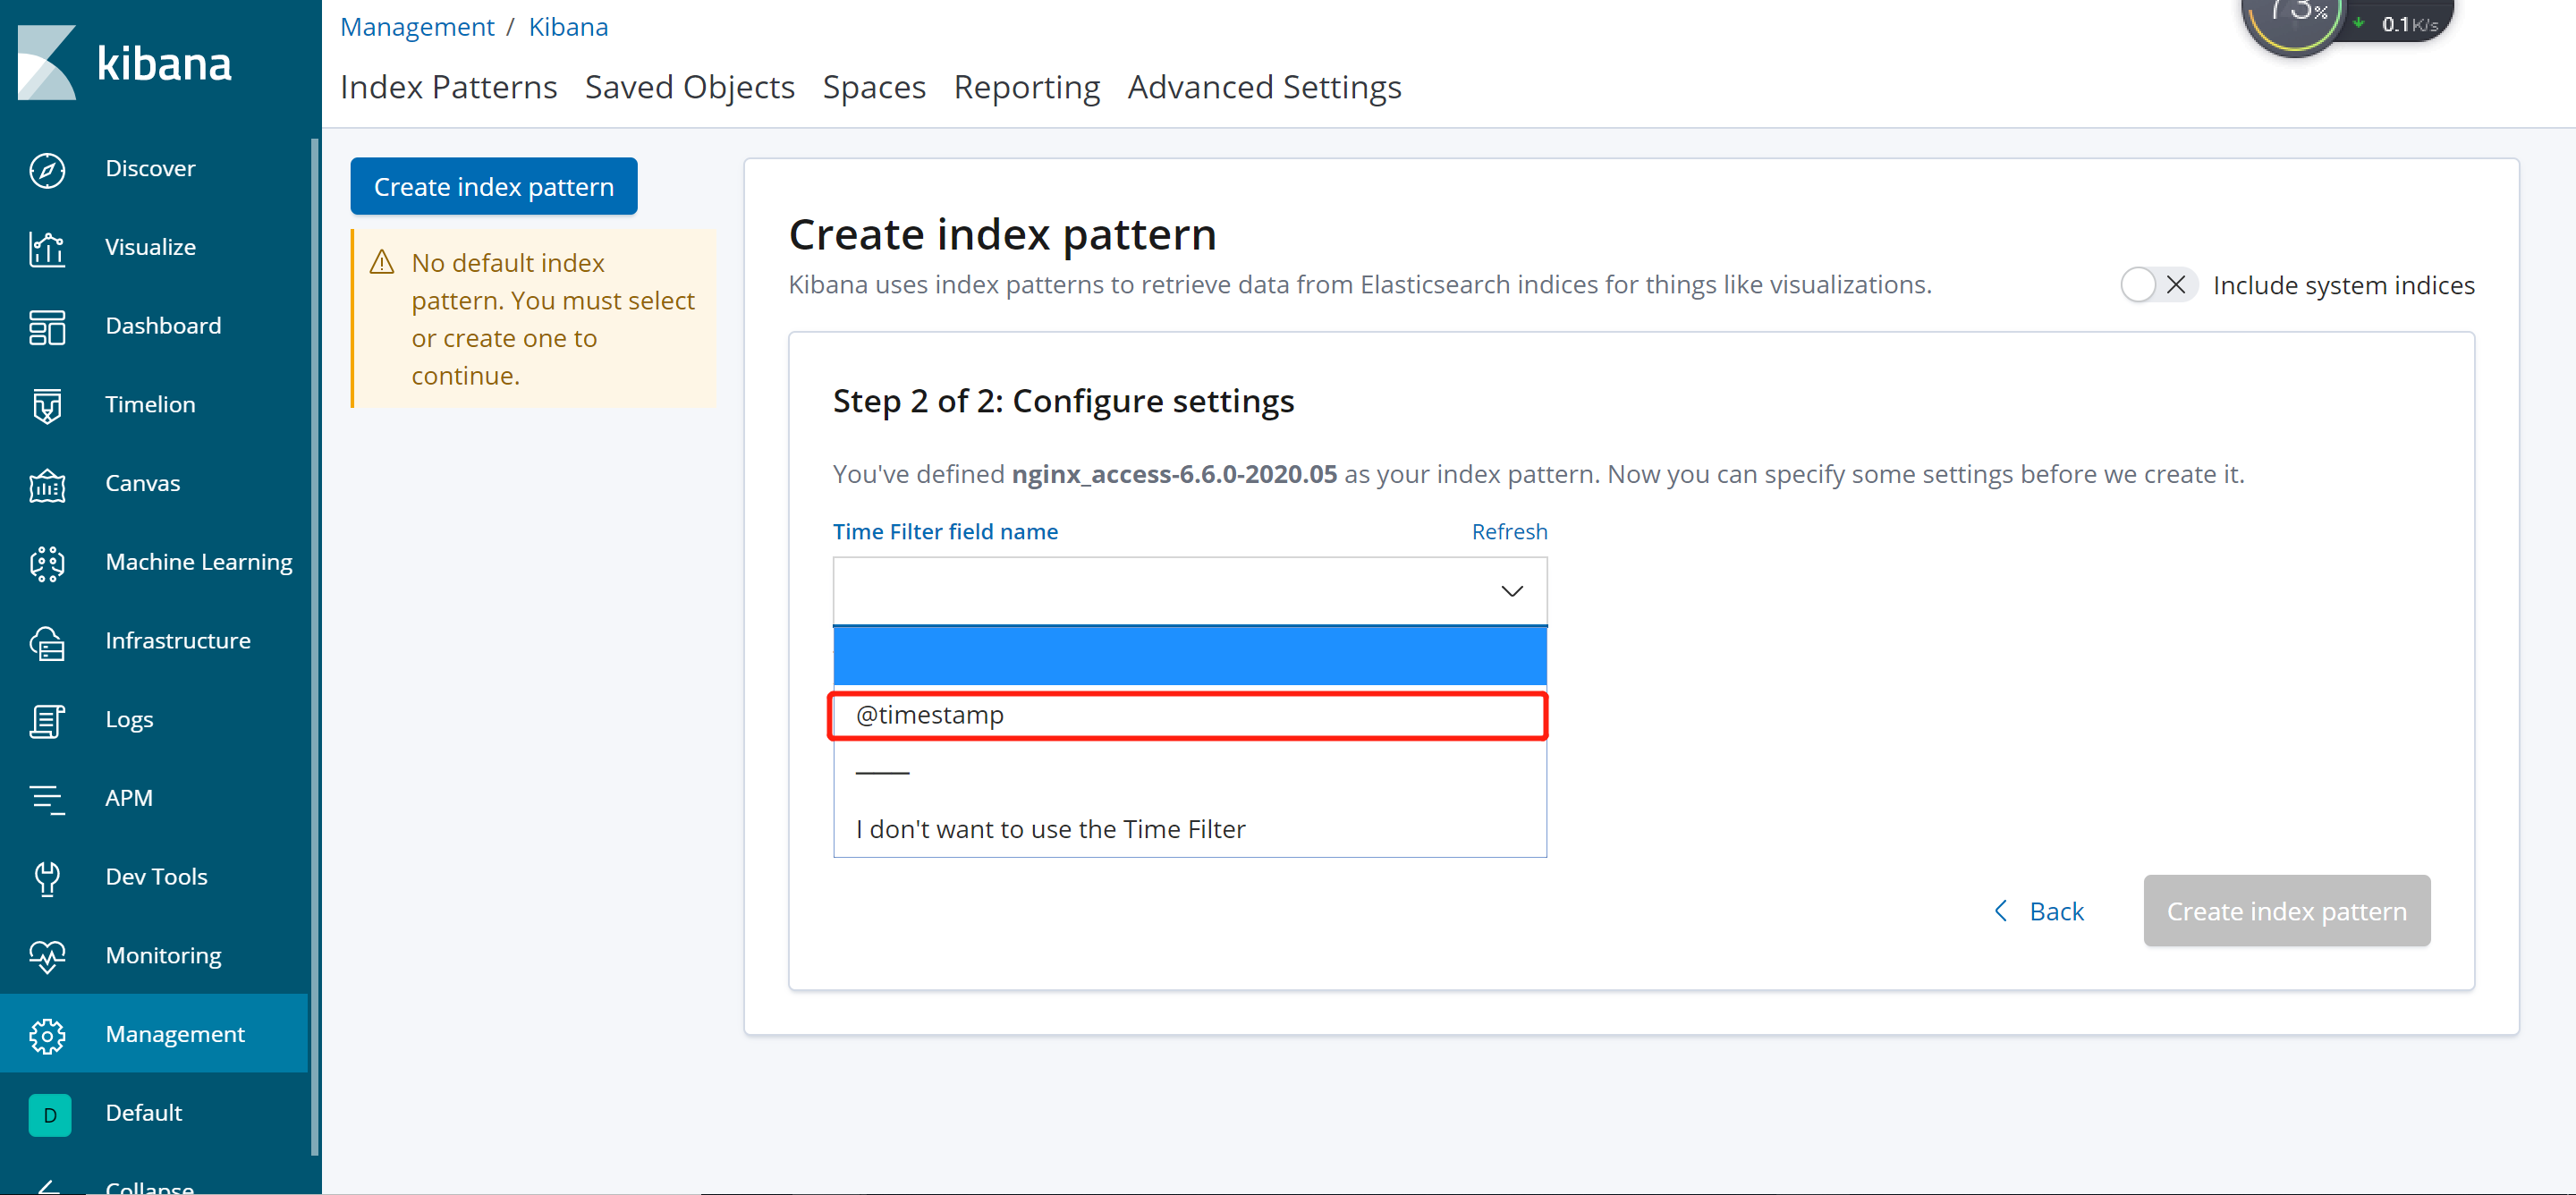 kibana
Discover
Visualize
Dashboard
Timelion
Canvas
Machine Learning
Infrastructure
Logs
APM
Dev Tools
Monitoring
Management
D Default
Collapse
Management / Kibana
Index Patterns Saved Objects Spaces Reporting Advanced Settings
73%
0.1K/s
Create index pattern
No default index
pattern. You must select
or create one to
continue.
Create index pattern
Kibana uses index patterns to retrieve data from Elasticsearch indices for things like visualizations.
Include system indices
Step 2 of 2: Configure settings
You've defined nginx_access-6.6.0-2020.05 as your index pattern. Now you can specify some settings before we create it.
Time Filter field name Refresh
@timestamp
I don't want to use the Time Filter
Back
Create index pattern